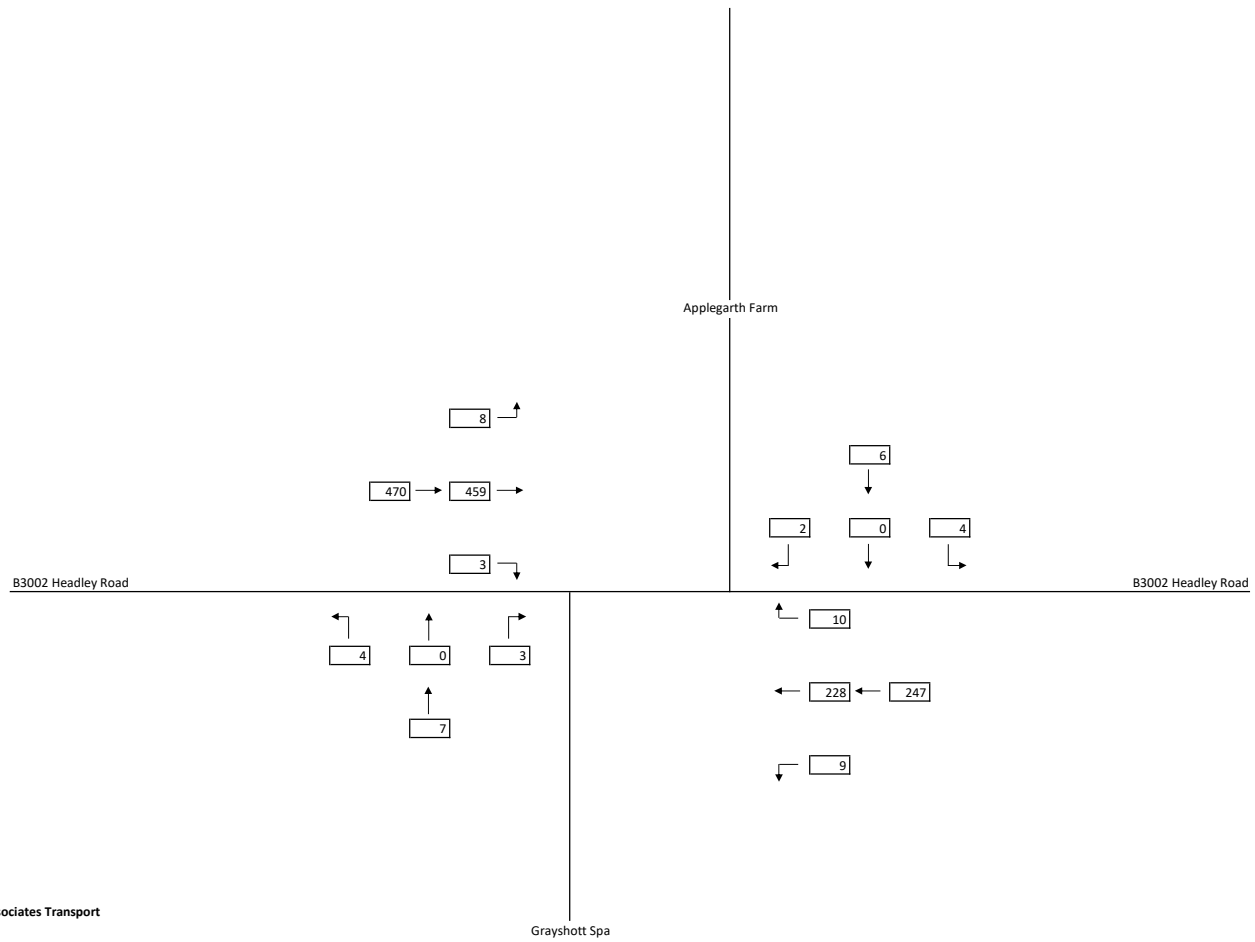 Applegarth Farm
8
6
470 459
2 0 4
3
B3002 Headley Road B3002 Headley Road
10
4 0 3
228 247
7
9
ociates Transport
Grayshott Spa